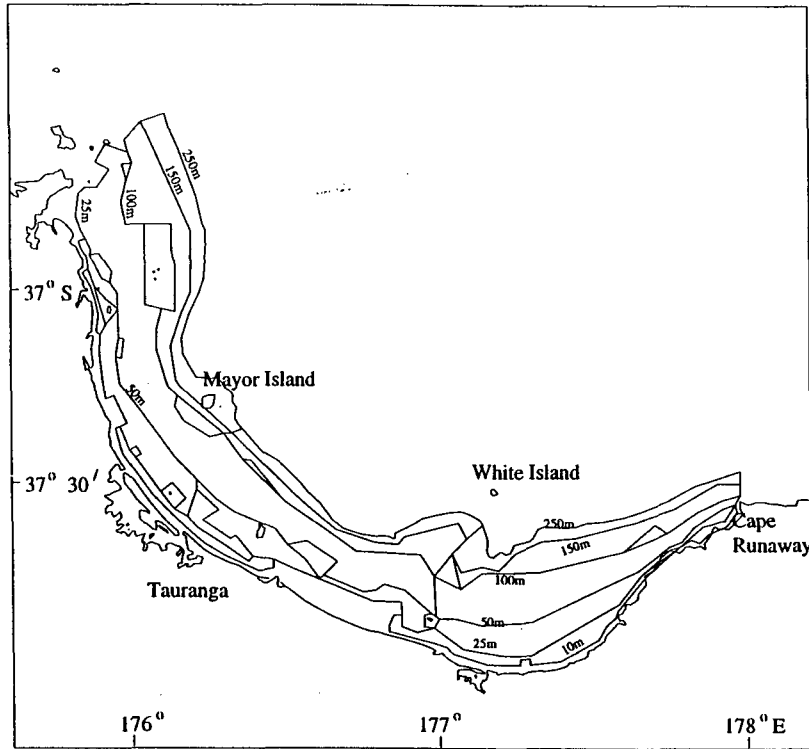 250m
150m
100m
25m
37° S
50m
Mayor Island
37° 30′
White Island
250m
Cape
Runaway
150m
100m
Tauranga
50m
25m
10m
176°
177°
178° E